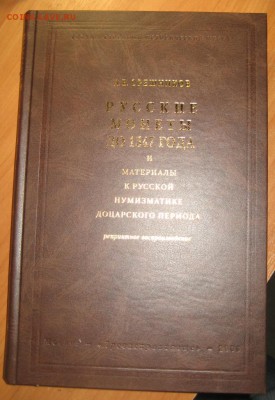 А.В. ОРЕШНИКОВ
РУССКИЕ
МОНЕТЫ
ДО 1547 ГОДА
И
МАТЕРИАЛЫ
К РУССКОЙ
НУМИЗМАТИКЕ
ДОЦАРСКОГО ПЕРИОДА
репринтное воспроизведение